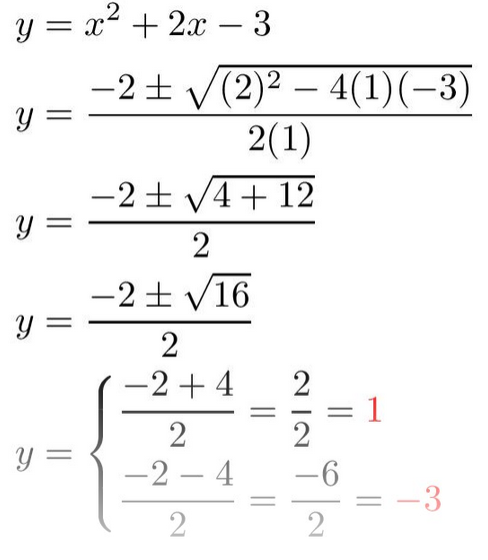 y = x² + 2x − 3
y = (−2 ± √((2)² − 4(1)(−3))) / 2(1)
y = (−2 ± √(4 + 12)) / 2
y = (−2 ± √16) / 2
y = { (−2 + 4) / 2 = 2 / 2 = 1
(−2 − 4) / 2 = −6 / 2 = −3